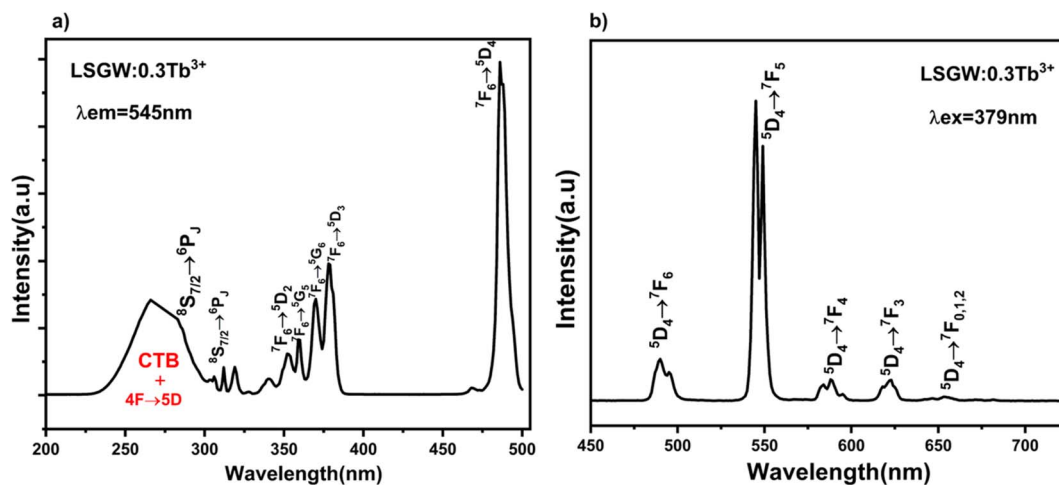 a)
LSGW:0.3Tb³⁺
λem=545nm
⁸S₇/₂→⁶P_J
⁸S₇/₂→⁶P_J
⁷F₆→⁵D₂
⁷F₆→⁵G₅
⁷F₆→⁵G₆
⁷F₆→⁵D₃
⁷F₆→⁵D₄
CTB
+
4F→5D
Intensity(a.u)
200 250 300 350 400 450 500
Wavelength(nm)
b)
LSGW:0.3Tb³⁺
λex=379nm
⁵D₄→⁷F₆
⁵D₄→⁷F₅
⁵D₄→⁷F₄
⁵D₄→⁷F₃
⁵D₄→⁷F₀,₁,₂
Intensity(a.u)
450 500 550 600 650 700
Wavelength(nm)